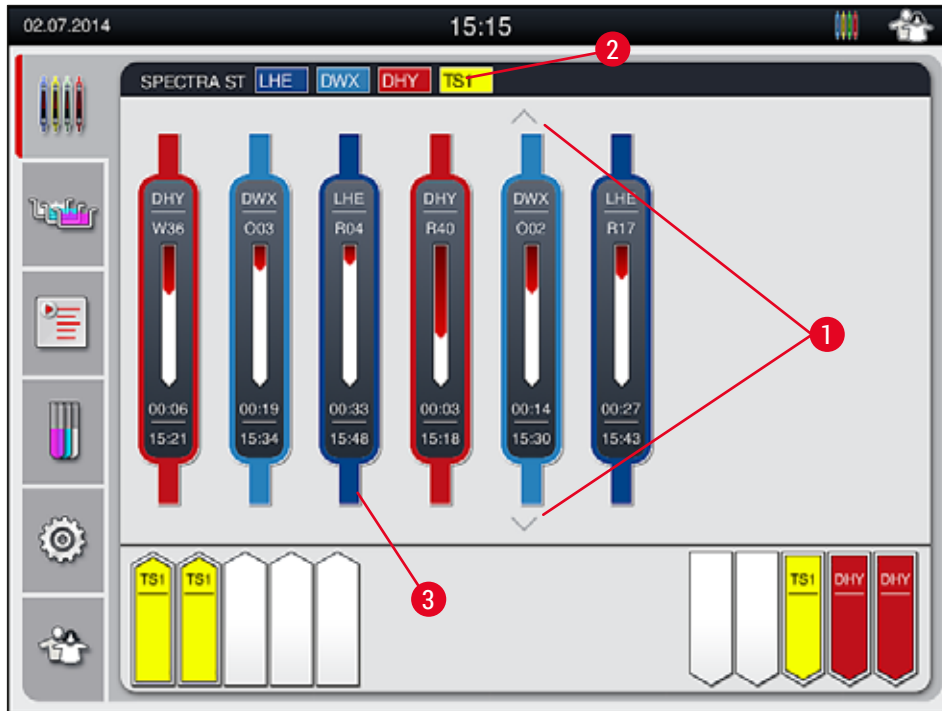 02.07.2014 15:15
2
SPECTRA ST LHE DWX DHY TS1
DHY DWX LHE DHY DWX LHE
W36 O03 R04 R40 O02 R17
1
00:06 00:19 00:33 00:03 00:14 00:27
15:21 15:34 15:48 15:18 15:30 15:43
TS1 TS1 TS1 DHY DHY
3